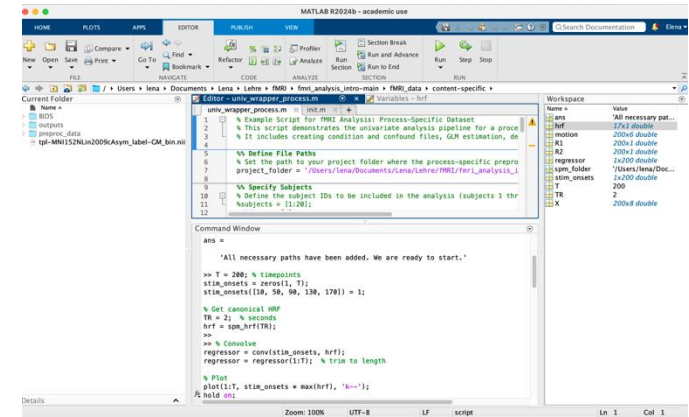 MATLAB R2024b - academic use
HOME PLOTS APPS EDITOR PUBLISH VIEW
Search Documentation Elena
New Open Save Compare Print Go To Find Bookmark Refactor Profiler Analyze Run Section Section Break Run and Advance Run to End Run Step Stop
FILE NAVIGATE CODE ANALYZE SECTION RUN
/ Users lena Documents Lena Lehre fMRI fmri_analysis_intro-main fMRI_data content-specific
Current Folder
Name
BIDS
outputs
preproc_data
tpl-MNI152NLin2009cAsym_label-GM_bin.nii
Details
Editor - univ_wrapper_process.m Variables - hrf
univ_wrapper_process.m init.m +
1 % Example Script for fMRI Analysis: Process-Specific Dataset
2 % This script demonstrates the univariate analysis pipeline for a proce
3 % It includes creating condition and confound files, GLM estimation, de
4
5 %% Define File Paths
6 % Set the path to your project folder where the process-specific prepro
7 project_folder = '/Users/lena/Documents/Lena/Lehre/fMRI/fmri_analysis_i
8
9 %% Specify Subjects
10 % Define the subject IDs to be included in the analysis (subjects 1 thr
11 %subjects = [1:20];
12
Command Window
ans =
'All necessary paths have been added. We are ready to start.'
>> T = 200; % timepoints
stim_onsets = zeros(1, T);
stim_onsets([10, 50, 90, 130, 170]) = 1;
% Get canonical HRF
TR = 2; % seconds
hrf = spm_hrf(TR);
>>
>> % Convolve
regressor = conv(stim_onsets, hrf);
regressor = regressor(1:T); % trim to length
% Plot
plot(1:T, stim_onsets * max(hrf), 'k--');
hold on;
Workspace
Name Value
ans 'All necessary pat...
hrf 17x1 double
motion 200x6 double
R1 200x1 double
R2 200x1 double
regressor 1x200 double
spm_folder '/Users/lena/Doc...
stim_onsets 1x200 double
T 200
TR 2
X 200x8 double
Zoom: 100% UTF-8 LF script Ln 1 Col 1